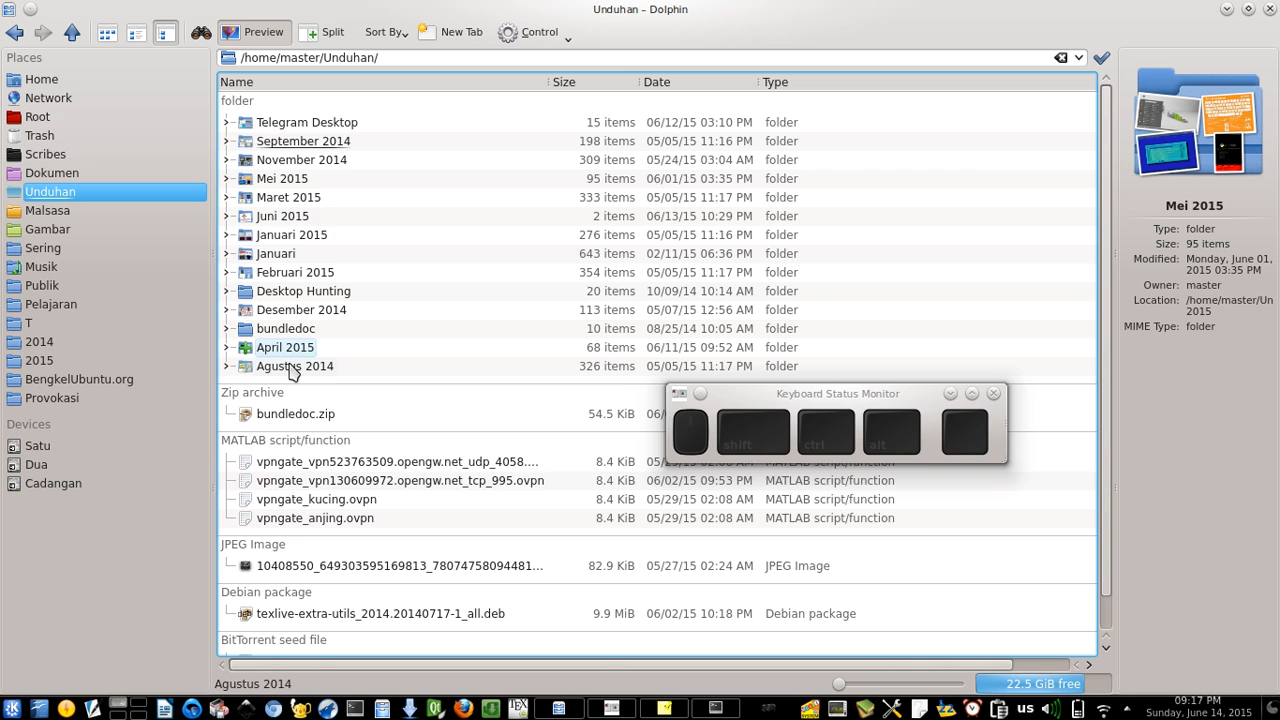 Unduhan – Dolphin
Preview Split Sort By New Tab Control
Places
Home
Network
Root
Trash
Scribes
Dokumen
Unduhan
Malsasa
Gambar
Sering
Musik
Publik
Pelajaran
T
2014
2015
BengkelUbuntu.org
Provokasi
Devices
Satu
Dua
Cadangan
/home/master/Unduhan/
Name Size Date Type
folder
Telegram Desktop 15 items 06/12/15 03:10 PM folder
September 2014 198 items 05/05/15 11:16 PM folder
November 2014 309 items 05/24/15 03:04 AM folder
Mei 2015 95 items 06/01/15 03:35 PM folder
Maret 2015 333 items 05/05/15 11:17 PM folder
Juni 2015 2 items 06/13/15 10:29 PM folder
Januari 2015 276 items 05/05/15 11:16 PM folder
Januari 643 items 02/11/15 06:36 PM folder
Februari 2015 354 items 05/05/15 11:17 PM folder
Desktop Hunting 20 items 10/09/14 10:14 AM folder
Desember 2014 113 items 05/07/15 12:56 AM folder
bundledoc 10 items 08/25/14 10:05 AM folder
April 2015 68 items 06/11/15 09:52 AM folder
Agustus 2014 326 items 05/05/15 11:17 PM folder
Zip archive
bundledoc.zip 54.5 KiB
MATLAB script/function
vpngate_vpn523763509.opengw.net_udp_4058.... 8.4 KiB MATLAB script/function
vpngate_vpn130609972.opengw.net_tcp_995.ovpn 8.4 KiB 06/02/15 09:53 PM MATLAB script/function
vpngate_kucing.ovpn 8.4 KiB 05/29/15 02:08 AM MATLAB script/function
vpngate_anjing.ovpn 8.4 KiB 05/29/15 02:08 AM MATLAB script/function
JPEG Image
10408550_649303595169813_78074758094481... 82.9 KiB 05/27/15 02:24 AM JPEG Image
Debian package
texlive-extra-utils_2014.20140717-1_all.deb 9.9 MiB 06/02/15 10:18 PM Debian package
BitTorrent seed file
Keyboard Status Monitor
shift ctrl alt
Mei 2015
Type: folder
Size: 95 items
Modified: Monday, June 01, 2015 03:35 PM
Owner: master
Location: /home/master/Un
2015
MIME Type: folder
Agustus 2014
22.5 GiB free
TEX
us
09:17 PM
Sunday, June 14, 2015